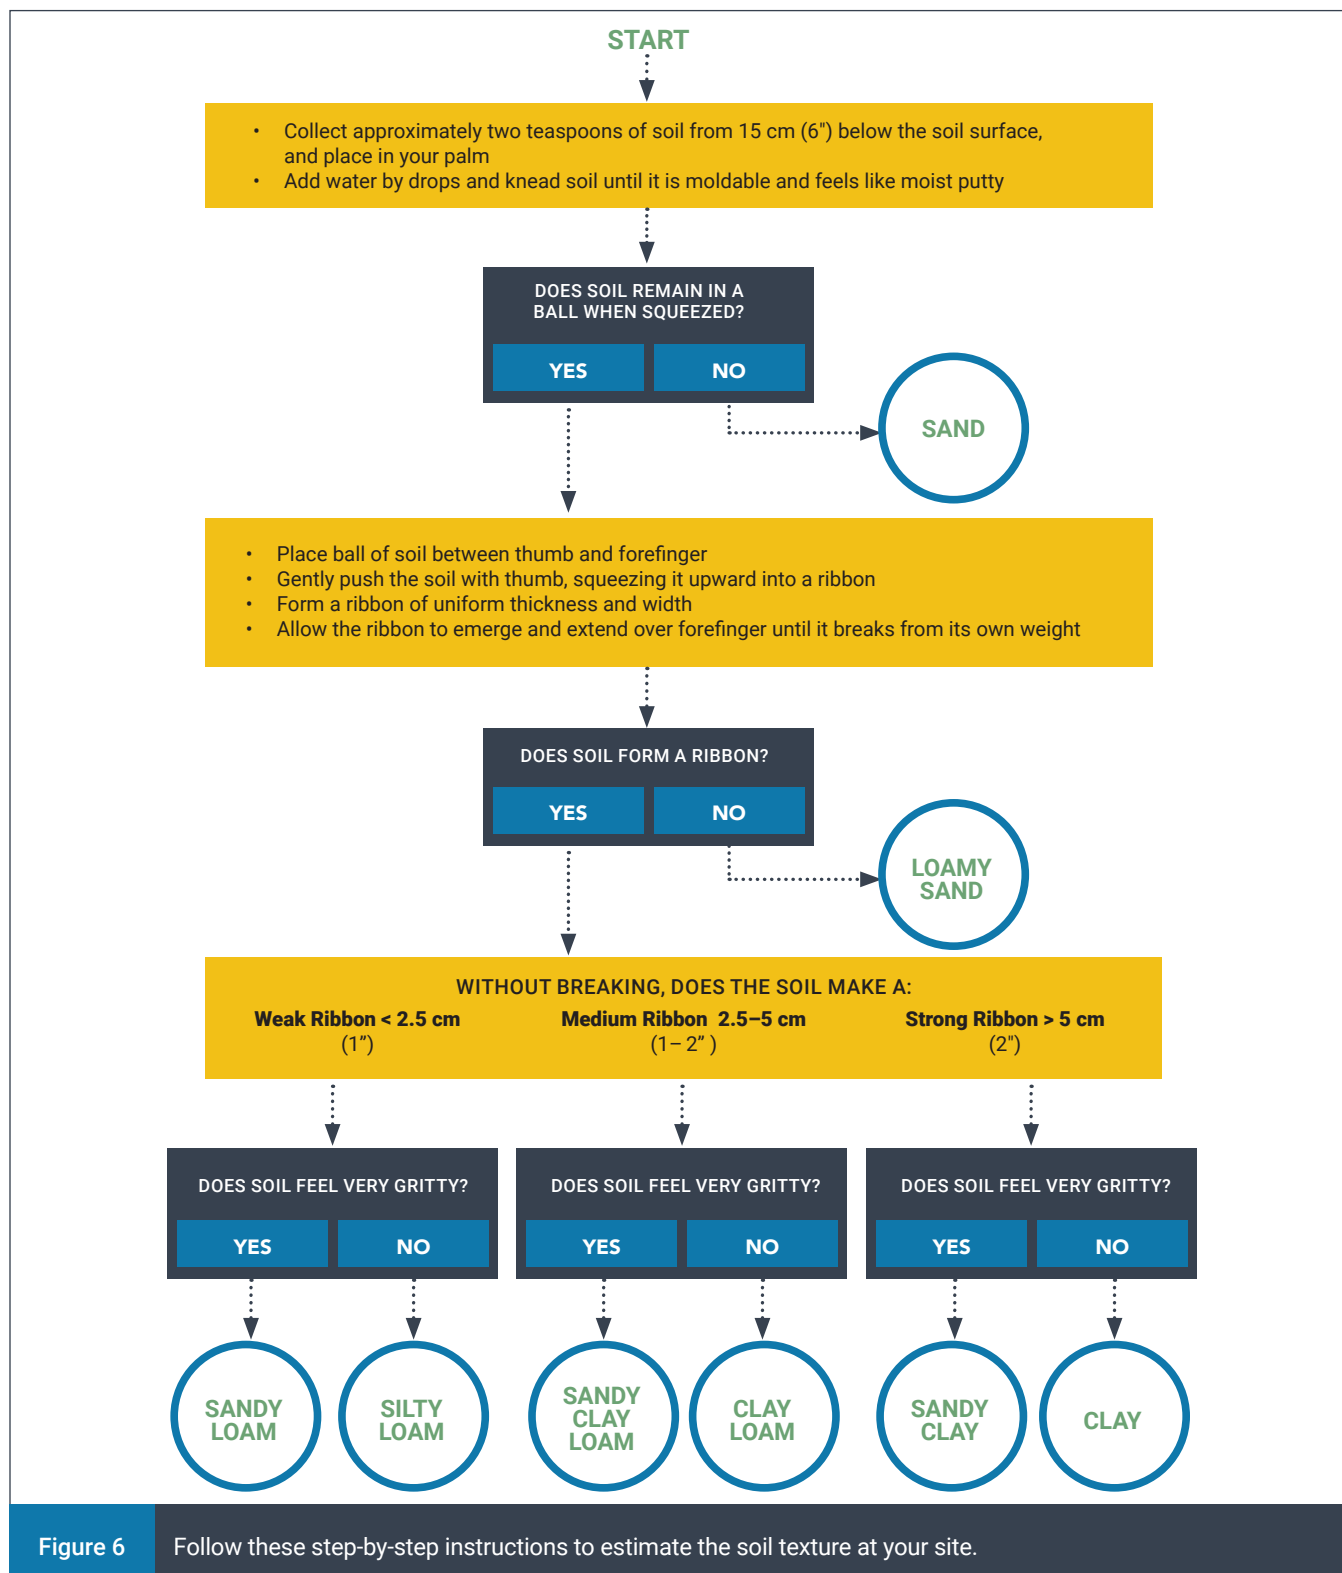 START
• Collect approximately two teaspoons of soil from 15 cm (6") below the soil surface,
and place in your palm
• Add water by drops and knead soil until it is moldable and feels like moist putty
DOES SOIL REMAIN IN A
BALL WHEN SQUEEZED?
YES
NO
SAND
• Place ball of soil between thumb and forefinger
• Gently push the soil with thumb, squeezing it upward into a ribbon
• Form a ribbon of uniform thickness and width
• Allow the ribbon to emerge and extend over forefinger until it breaks from its own weight
DOES SOIL FORM A RIBBON?
YES
NO
LOAMY
SAND
WITHOUT BREAKING, DOES THE SOIL MAKE A:
Weak Ribbon < 2.5 cm
(1”)
Medium Ribbon 2.5–5 cm
(1– 2” )
Strong Ribbon > 5 cm
(2")
DOES SOIL FEEL VERY GRITTY?
YES
NO
DOES SOIL FEEL VERY GRITTY?
YES
NO
DOES SOIL FEEL VERY GRITTY?
YES
NO
SANDY
LOAM
SILTY
LOAM
SANDY
CLAY
LOAM
CLAY
LOAM
SANDY
CLAY
CLAY
Figure 6
Follow these step-by-step instructions to estimate the soil texture at your site.